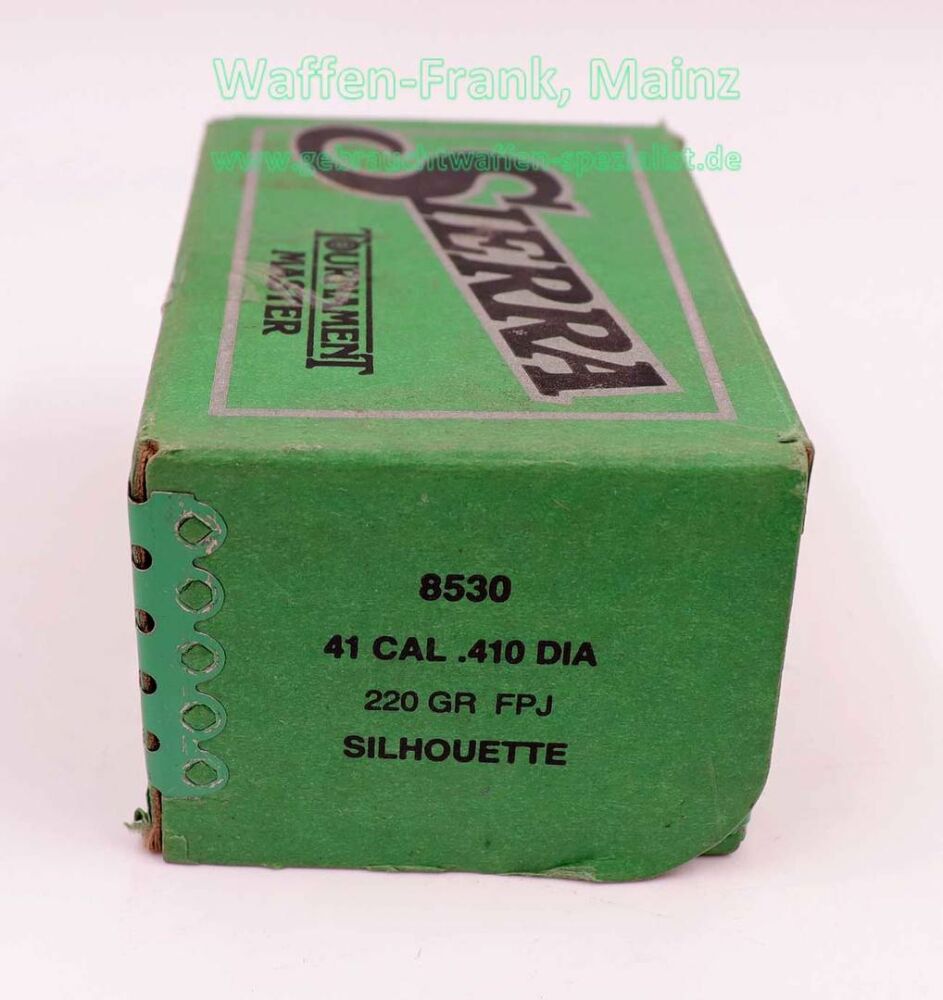 Waffen-Frank, Mainz
www.gebrauchtwaffen-spezialist.de
SIERRA
TOURNAMENT
MASTER
8530
41 CAL .410 DIA
220 GR FPJ
SILHOUETTE